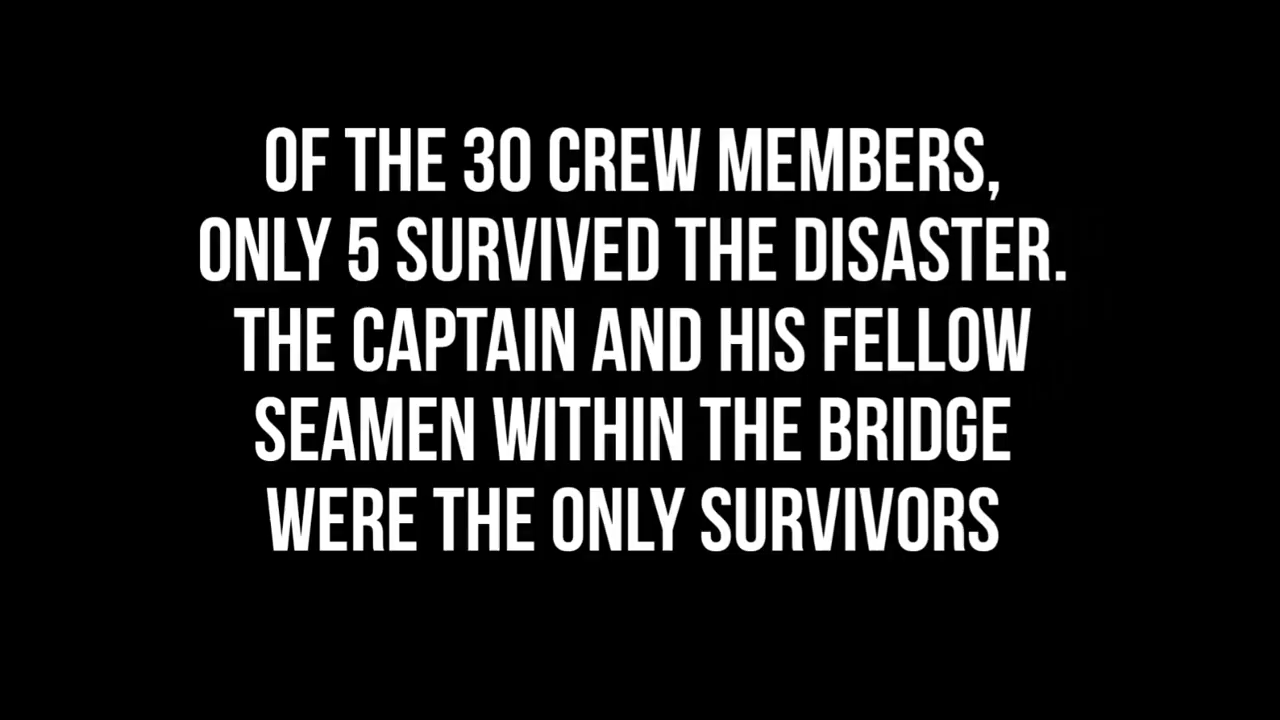 OF THE 30 CREW MEMBERS,
ONLY 5 SURVIVED THE DISASTER.
THE CAPTAIN AND HIS FELLOW
SEAMEN WITHIN THE BRIDGE
WERE THE ONLY SURVIVORS